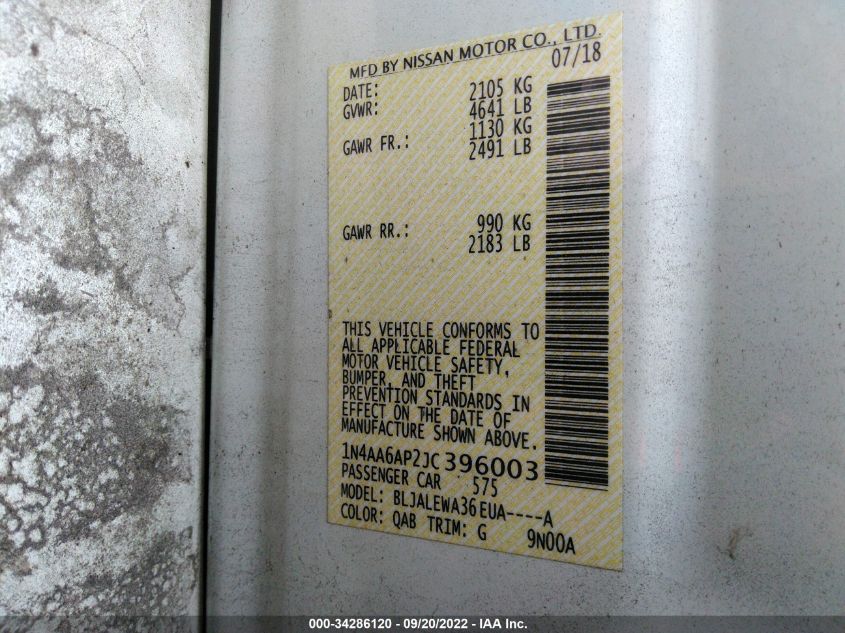 MFD BY NISSAN MOTOR CO., LTD.
DATE: 07/18
GVWR: 2105 KG
4641 LB
GAWR FR.: 1130 KG
2491 LB
GAWR RR.: 990 KG
2183 LB
THIS VEHICLE CONFORMS TO
ALL APPLICABLE FEDERAL
MOTOR VEHICLE SAFETY,
BUMPER, AND THEFT
PREVENTION STANDARDS IN
EFFECT ON THE DATE OF
MANUFACTURE SHOWN ABOVE.
1N4AA6AP2JC396003
PASSENGER CAR 575
MODEL: BLJALEWA36EUA----A
COLOR: QAB TRIM: G 9N00A
000-34286120 - 09/20/2022 - IAA Inc.